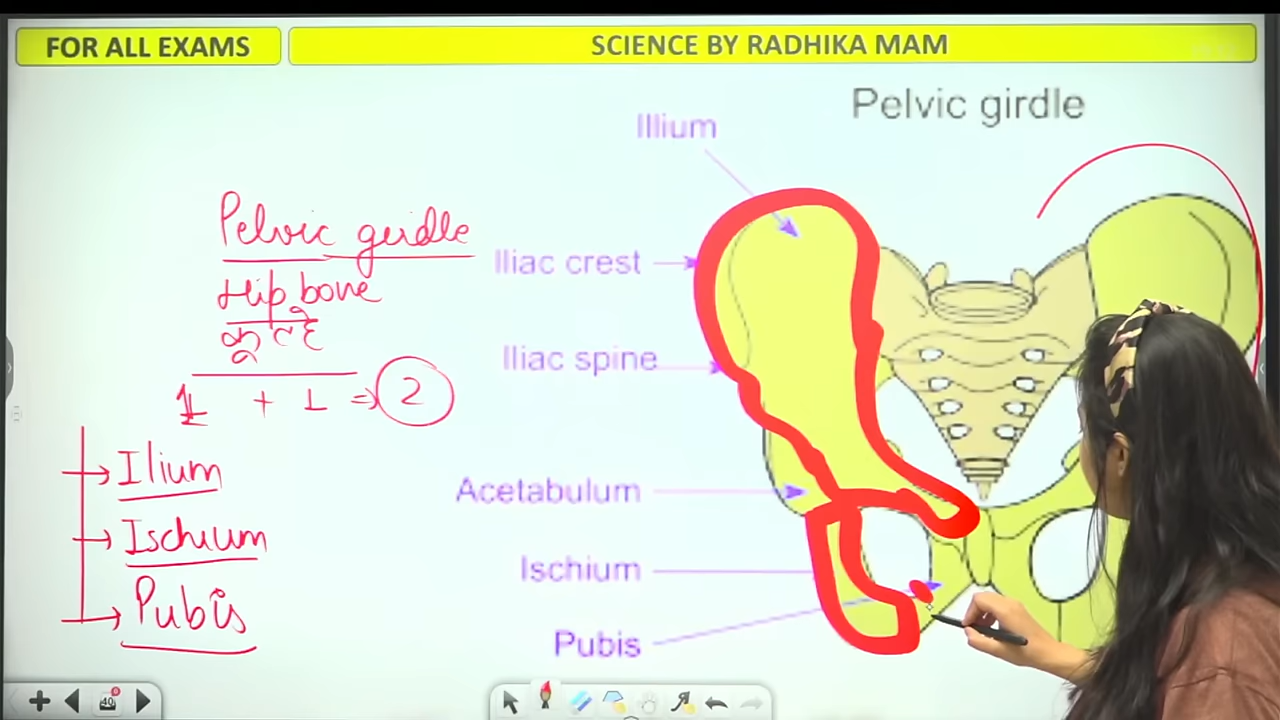 FOR ALL EXAMS
SCIENCE BY RADHIKA MAM
Pelvic girdle
Illium
Pelvic girdle
Hip bone
Iliac crest
Iliac spine
1 + 1 ⇒ 2
Ilium
Acetabulum
Ischium
Ischium
Pubis
Pubis
40